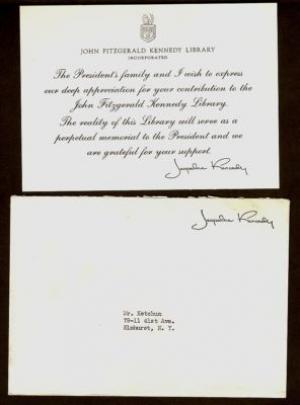 JOHN FITZGERALD KENNEDY LIBRARY
INCORPORATED
The President's family and I wish to express
our deep appreciation for your contribution to the
John Fitzgerald Kennedy Library.
The reality of this Library will serve as a
perpetual memorial to the President and we
are grateful for your support.
Jacqueline Kennedy
Jacqueline Kennedy
Mr. Ketchun
79-11 41st Ave.
Elmhurst, N. Y.